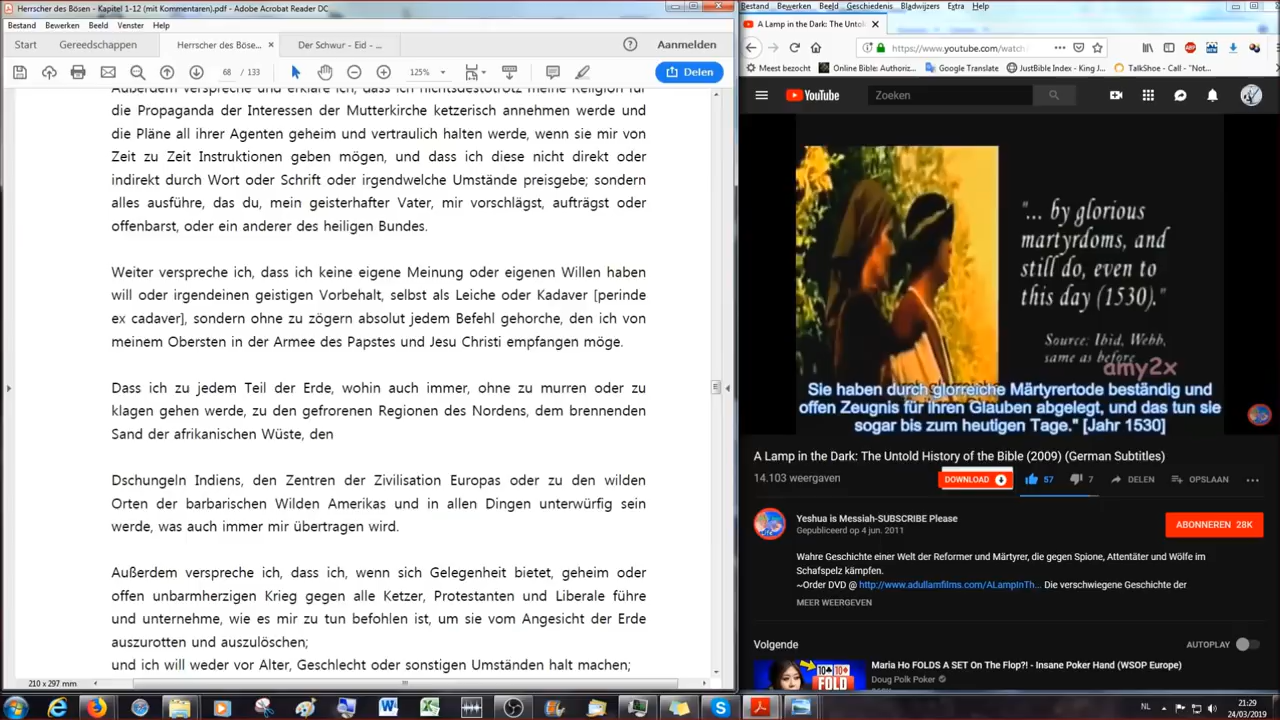 Herrscher des Bösen - Kapitel 1-12 (mit Kommentaren).pdf - Adobe Acrobat Reader DC
Bestand Bewerken Beeld Venster Help
Start Gereedschappen Herrscher des Böse... × Der Schwur - Eid - ... Aanmelden
/ 133 125% Delen
Außerdem verspreche und erkläre ich, dass ich nichtsdestotrotz meine Religion für
die Propaganda der Interessen der Mutterkirche ketzerisch annehmen werde und
die Pläne all ihrer Agenten geheim und vertraulich halten werde, wenn sie mir von
Zeit zu Zeit Instruktionen geben mögen, und dass ich diese nicht direkt oder
indirekt durch Wort oder Schrift oder irgendwelche Umstände preisgebe; sondern
alles ausführe, das du, mein geisterhafter Vater, mir vorschlägst, aufträgst oder
offenbarst, oder ein anderer des heiligen Bundes.
Weiter verspreche ich, dass ich keine eigene Meinung oder eigenen Willen haben
will oder irgendeinen geistigen Vorbehalt, selbst als Leiche oder Kadaver [perinde
ex cadaver], sondern ohne zu zögern absolut jedem Befehl gehorche, den ich von
meinem Obersten in der Armee des Papstes und Jesu Christi empfangen möge.
Dass ich zu jedem Teil der Erde, wohin auch immer, ohne zu murren oder zu
klagen gehen werde, zu den gefrorenen Regionen des Nordens, dem brennenden
Sand der afrikanischen Wüste, den
Dschungeln Indiens, den Zentren der Zivilisation Europas oder zu den wilden
Orten der barbarischen Wilden Amerikas und in allen Dingen unterwürfig sein
werde, was auch immer mir übertragen wird.
Außerdem verspreche ich, dass ich, wenn sich Gelegenheit bietet, geheim oder
offen unbarmherzigen Krieg gegen alle Ketzer, Protestanten und Liberale führe
und unternehme, wie es mir zu tun befohlen ist, um sie vom Angesicht der Erde
auszurotten und auszulöschen;
und ich will weder vor Alter, Geschlecht oder sonstigen Umständen halt machen;
210 x 297 mm
Bestand Bewerken Beeld Geschiedenis Bladwijzers Extra Help
A Lamp in the Dark: The Untol
https://www.youtube.com/watch
Meest bezocht Online Bible: Authoriz... Google Translate JustBible Index - King J... TalkShoe - Call - "Not...
YouTube Zoeken
"... by glorious
martyrdoms, and
still do, even to
this day (1530)."
Source: Ibid, Webb,
same as before
amy2x
Sie haben durch glorreiche Märtyrertode beständig und
offen Zeugnis für ihren Glauben abgelegt, und das tun sie
sogar bis zum heutigen Tage." [Jahr 1530]
A Lamp in the Dark: The Untold History of the Bible (2009) (German Subtitles)
14.103 weergaven DOWNLOAD 57 7 DELEN OPSLAAN
Yeshua is Messiah-SUBSCRIBE Please
Gepubliceerd op 4 jun. 2011
ABONNEREN 28K
Wahre Geschichte einer Welt der Reformer und Märtyrer, die gegen Spione, Attentäter und Wölfe im
Schafspelz kämpfen.
~Order DVD @ http://www.adullamfilms.com/ALampInTh... Die verschwiegene Geschichte der
MEER WEERGEVEN
Volgende AUTOPLAY
Maria Ho FOLDS A SET On The Flop?! - Insane Poker Hand (WSOP Europe)
Doug Polk Poker
FOLD
NL 21:29
24/03/2019